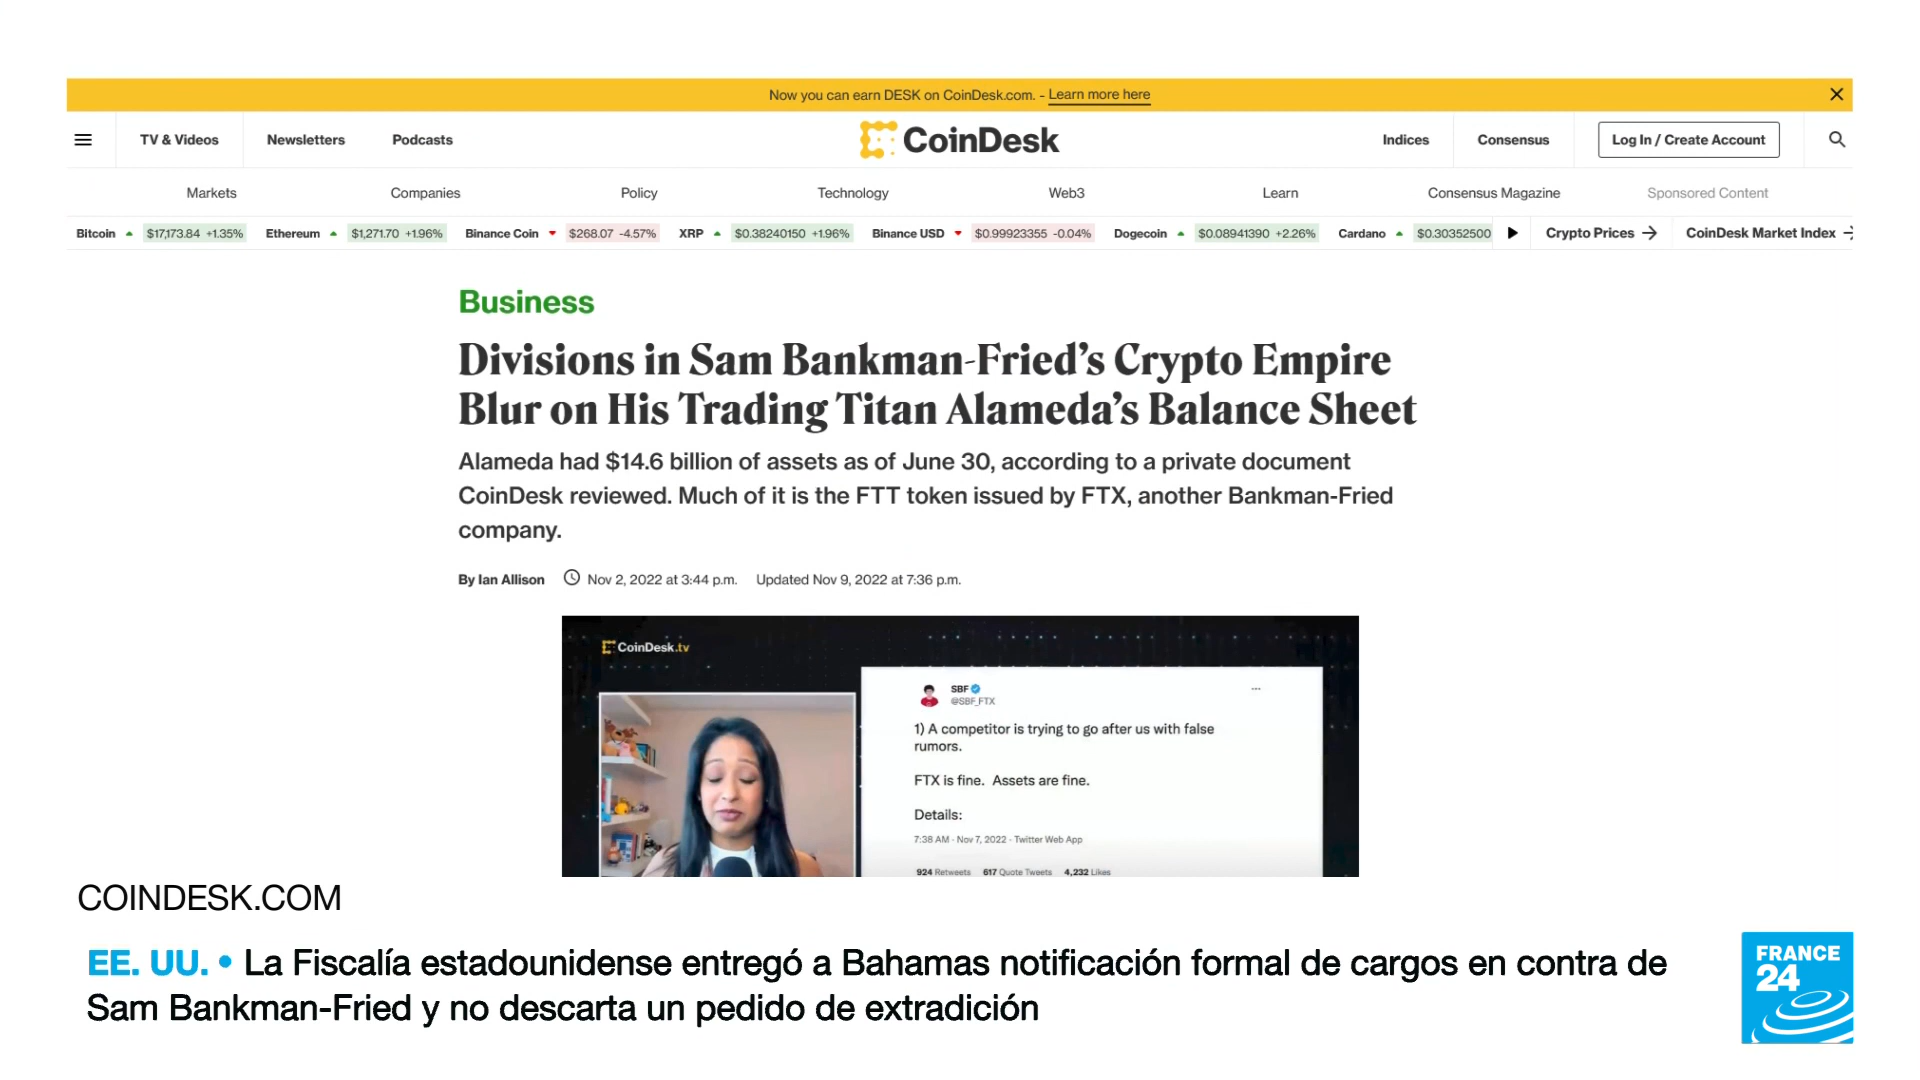 Now you can earn DESK on CoinDesk.com. - Learn more here
TV & Videos Newsletters Podcasts CoinDesk Indices Consensus Log In / Create Account
Markets Companies Policy Technology Web3 Learn Consensus Magazine Sponsored Content
Bitcoin $17,173.84 +1.35% Ethereum $1,271.70 +1.96% Binance Coin $268.07 -4.57% XRP $0.38240150 +1.96% Binance USD $0.99923355 -0.04% Dogecoin $0.08941390 +2.26% Cardano $0.30352500 Crypto Prices → CoinDesk Market Index →
Business
Divisions in Sam Bankman-Fried’s Crypto Empire
Blur on His Trading Titan Alameda’s Balance Sheet
Alameda had $14.6 billion of assets as of June 30, according to a private document
CoinDesk reviewed. Much of it is the FTT token issued by FTX, another Bankman-Fried
company.
By Ian Allison Nov 2, 2022 at 3:44 p.m. Updated Nov 9, 2022 at 7:36 p.m.
CoinDesk.tv
SBF
@SBF_FTX
1) A competitor is trying to go after us with false
rumors.
FTX is fine. Assets are fine.
Details:
7:38 AM · Nov 7, 2022 · Twitter Web App
924 Retweets 617 Quote Tweets 4,232 Likes
COINDESK.COM
EE. UU. • La Fiscalía estadounidense entregó a Bahamas notificación formal de cargos en contra de
Sam Bankman-Fried y no descarta un pedido de extradición
FRANCE
24